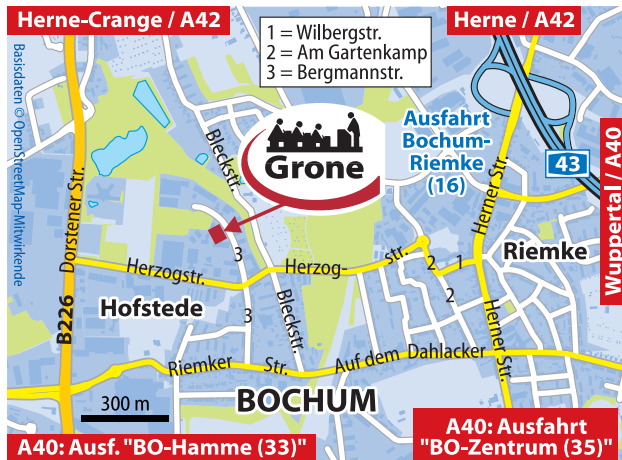 Herne-Crange / A42
Herne / A42
1 = Wilbergstr.
2 = Am Gartenkamp
3 = Bergmannstr.
Basisdaten © OpenStreetMap-Mitwirkende
Ausfahrt
Bochum-
Riemke
(16)
43
Wuppertal / A40
Bleckstr.
Grone
Herner Str.
Dorstener Str.
B226
Riemke
3
Herzogstr.
Herzog-
str.
2
1
Hofstede
Bleckstr.
2
3
Herner Str.
Riemker
Str.
Auf dem Dahlacker
300 m
BOCHUM
A40: Ausf. "BO-Hamme (33)"
A40: Ausfahrt
"BO-Zentrum (35)"